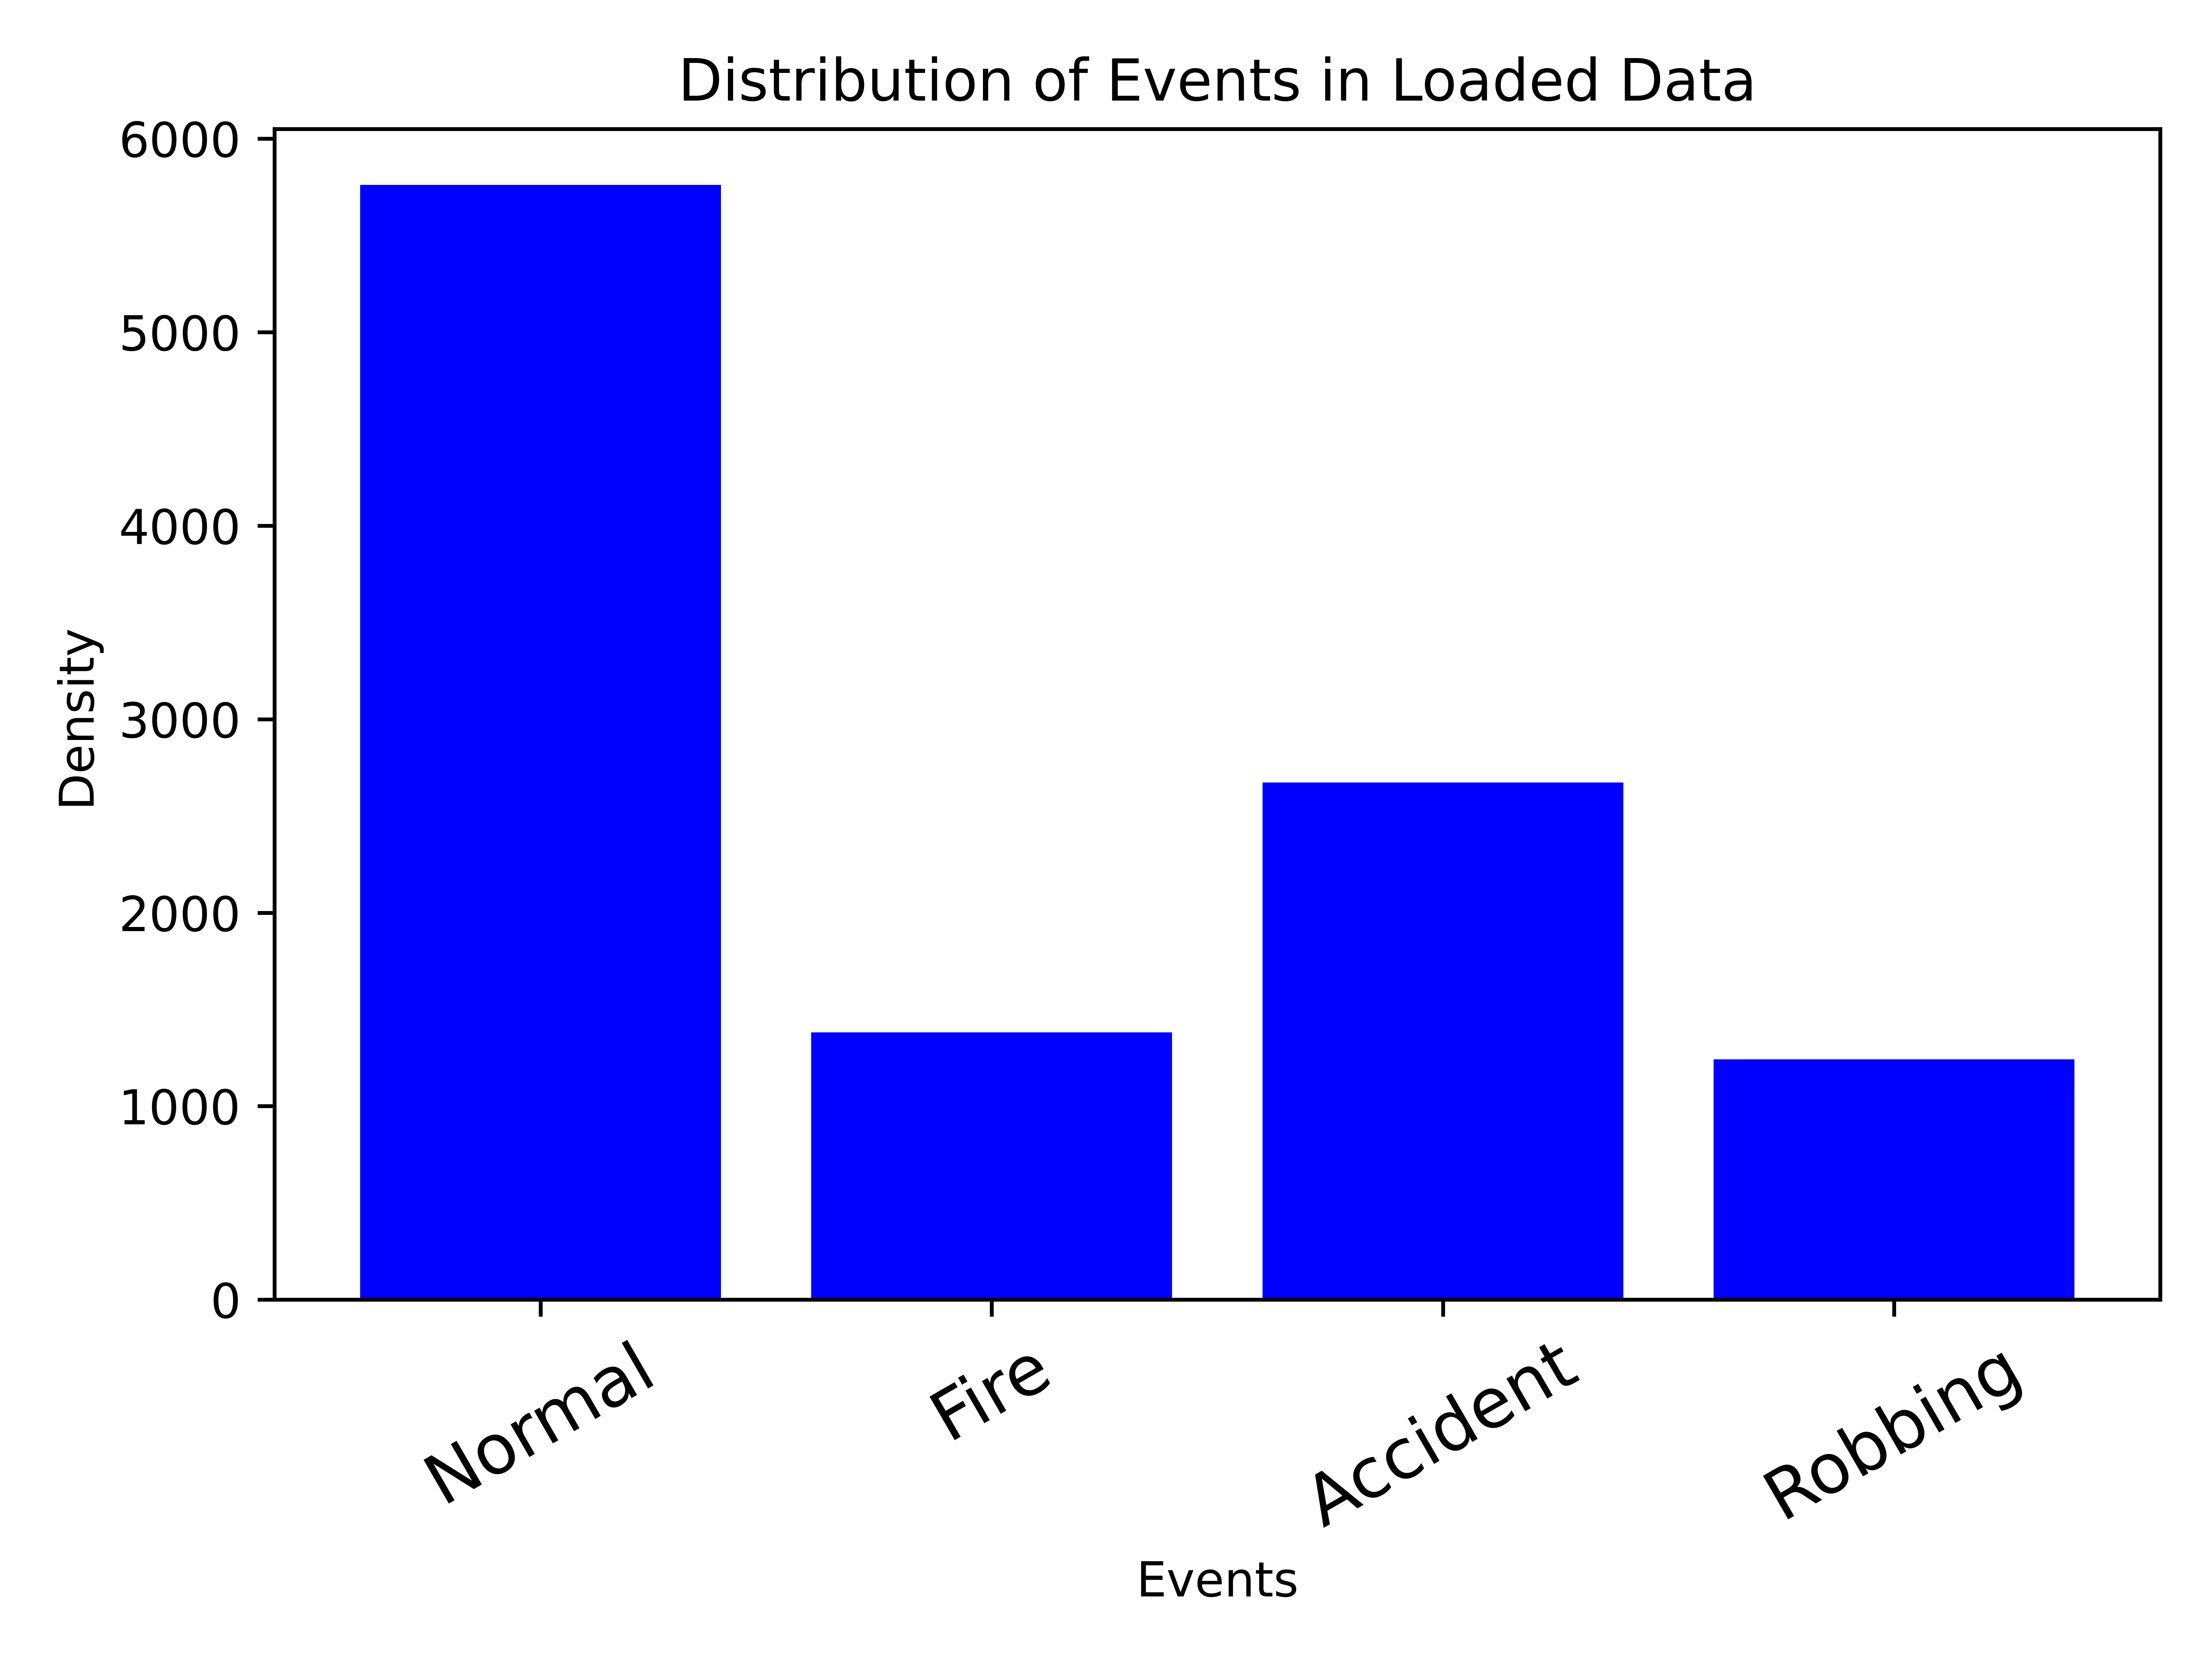 Distribution of Events in Loaded Data
6000
5000
4000
3000
2000
1000
0
Density
Normal
Fire
Accident
Robbing
Events